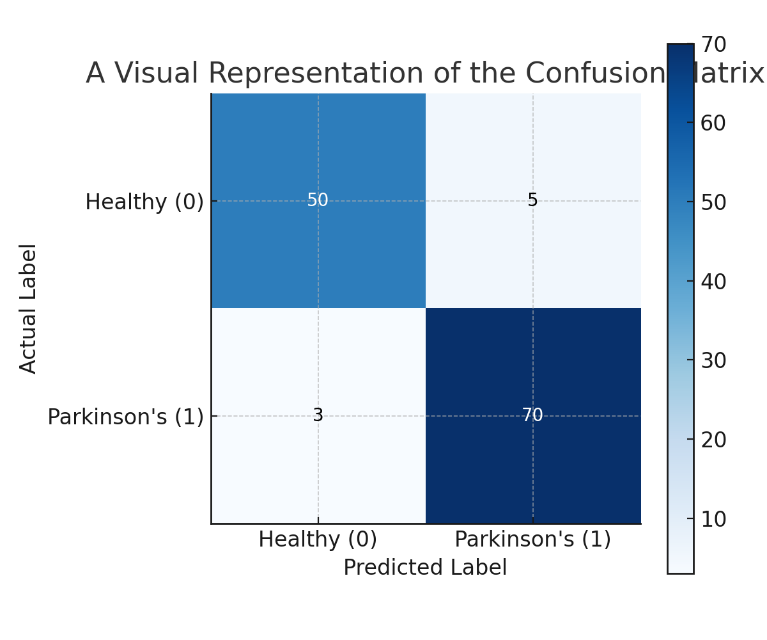 A Visual Representation of the Confusion Matrix
70
60
50
40
30
20
10
Healthy (0)
50
5
Parkinson's (1)
3
70
Actual Label
Healthy (0)
Parkinson's (1)
Predicted Label